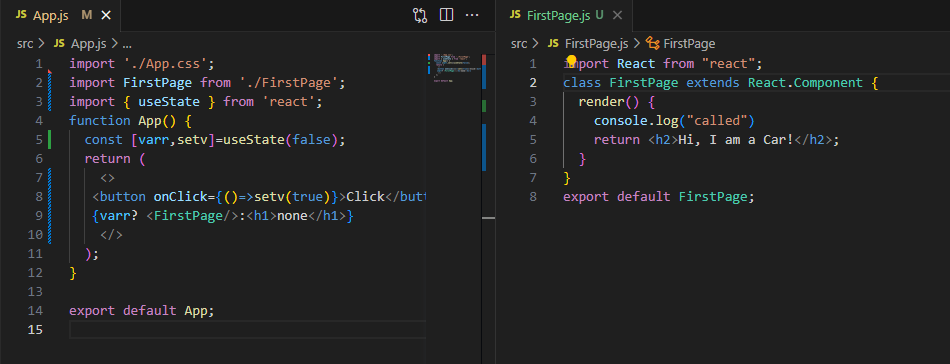 JS App.js M ×
src > JS App.js > ...
1 import './App.css';
2 import FirstPage from './FirstPage';
3 import { useState } from 'react';
4 function App() {
5 const [varr,setv]=useState(false);
6 return (
7 <>
8 <button onClick={()=>setv(true)}>Click</butt
9 {varr? <FirstPage/>:<h1>none</h1>}
10 </>
11 );
12 }
13
14 export default App;
15
JS FirstPage.js U ×
src > JS FirstPage.js > FirstPage
1 import React from "react";
2 class FirstPage extends React.Component {
3 render() {
4 console.log("called")
5 return <h2>Hi, I am a Car!</h2>;
6 }
7 }
8 export default FirstPage;